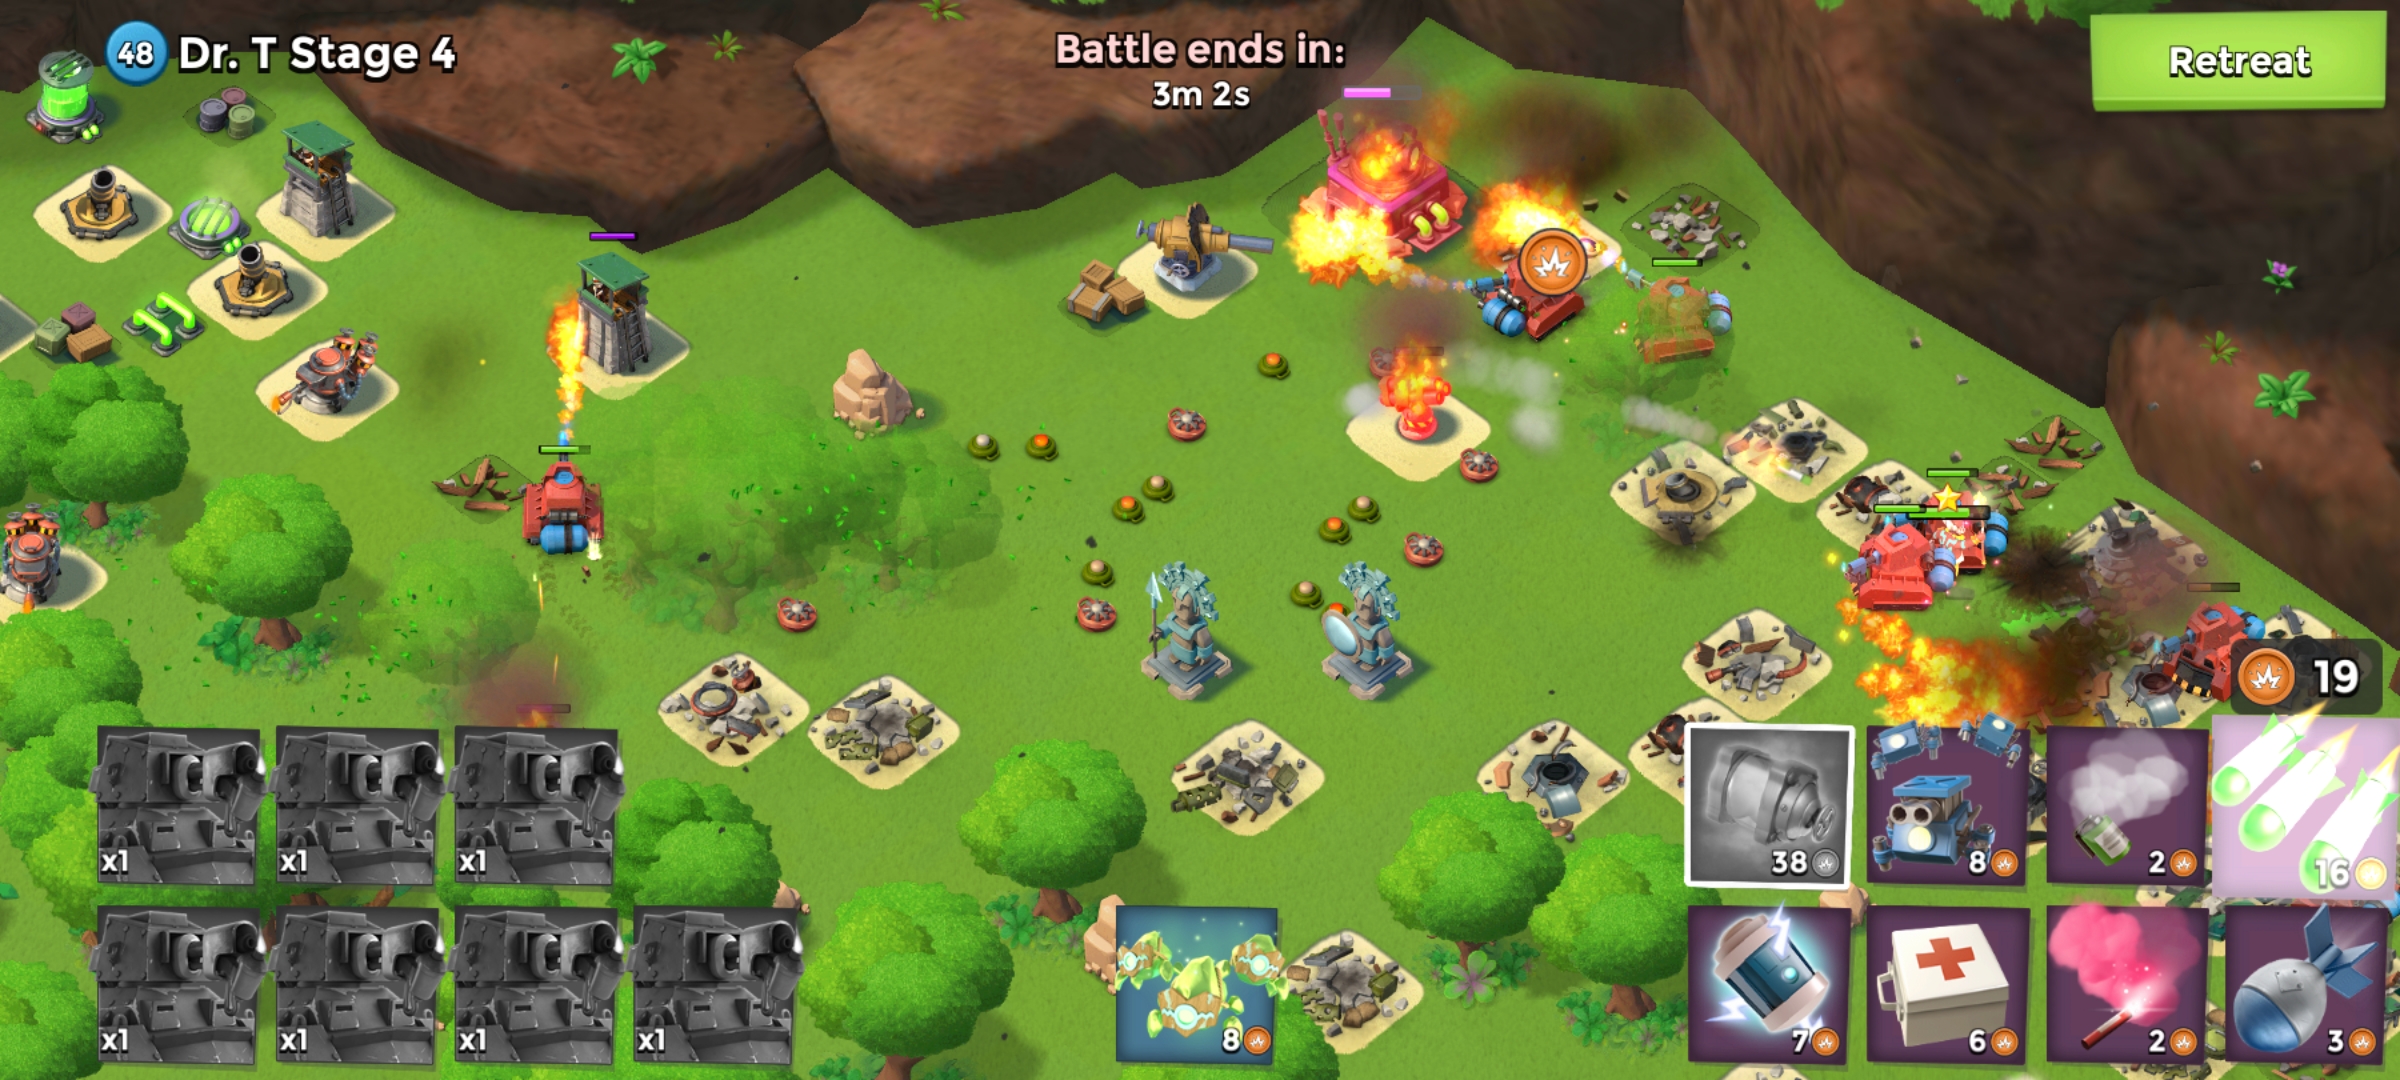 48 Dr. T Stage 4
Battle ends in:
3m 2s
Retreat
19
x1 x1 x1
38 8 2 16
x1 x1 x1 x1
8
7 6 2 3